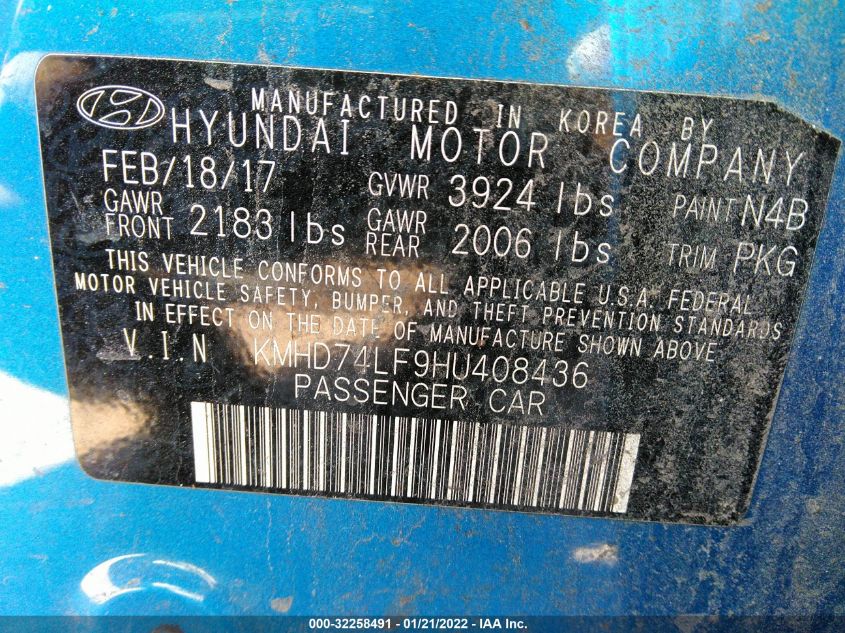 MANUFACTURED IN KOREA BY
HYUNDAI MOTOR COMPANY
FEB/18/17 GVWR 3924 lbs PAINT N4B
GAWR FRONT 2183 lbs GAWR REAR 2006 lbs TRIM PKG
THIS VEHICLE CONFORMS TO ALL APPLICABLE U.S.A. FEDERAL
MOTOR VEHICLE SAFETY, BUMPER, AND THEFT PREVENTION STANDARDS
IN EFFECT ON THE DATE OF MANUFACTURE SHOWN ABOVE
V.I.N KMHD74LF9HU408436
PASSENGER CAR
000-32258491 - 01/21/2022 - IAA Inc.